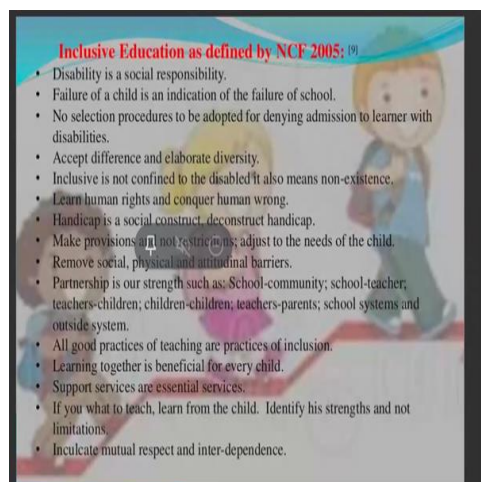 Inclusive Education as defined by NCF 2005: [9]
• Disability is a social responsibility.
• Failure of a child is an indication of the failure of school.
• No selection procedures to be adopted for denying admission to learner with
disabilities.
• Accept difference and elaborate diversity.
• Inclusive is not confined to the disabled it also means non-existence.
• Learn human rights and conquer human wrong.
• Handicap is a social construct, deconstruct handicap.
• Make provisions and not restrictions; adjust to the needs of the child.
• Remove social, physical and attitudinal barriers.
• Partnership is our strength such as: School-community; school-teacher;
teachers-children; children-children; teachers-parents; school systems and
outside system.
• All good practices of teaching are practices of inclusion.
• Learning together is beneficial for every child.
• Support services are essential services.
• If you what to teach, learn from the child. Identify his strengths and not
limitations.
• Inculcate mutual respect and inter-dependence.